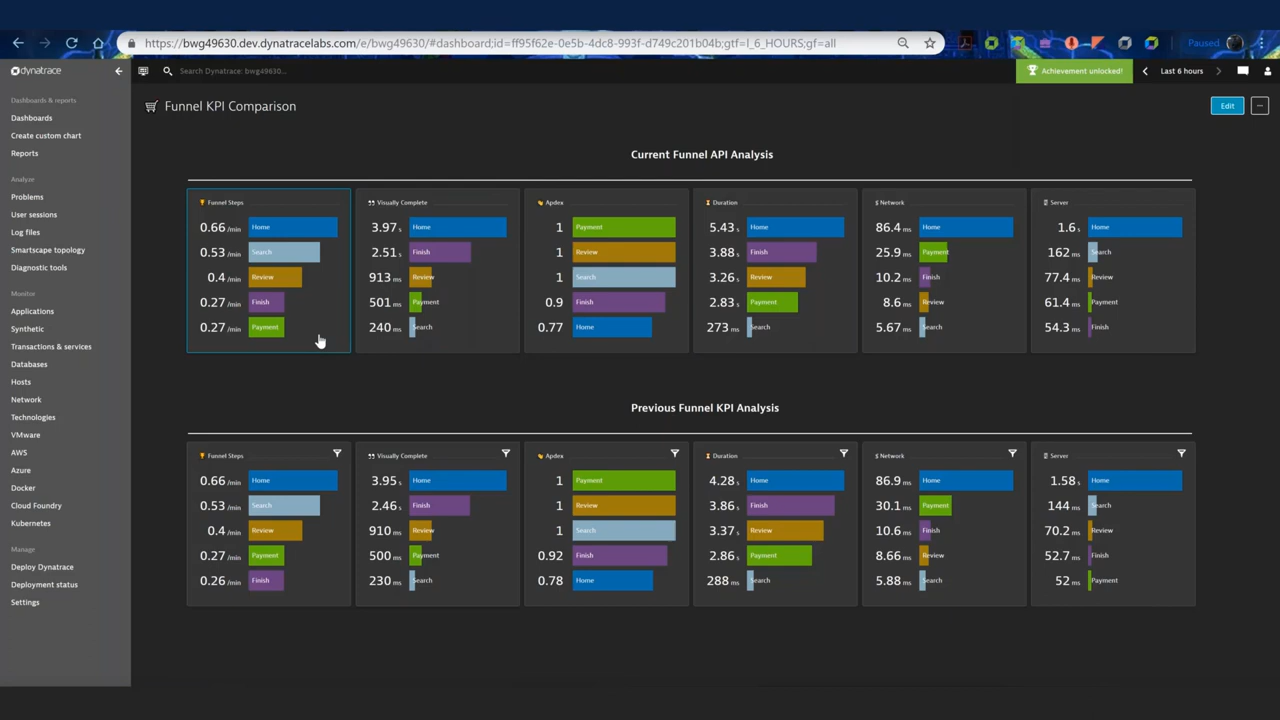 https://bwg49630.dev.dynatracelabs.com/e/bwg49630/#dashboard;id=ff95f62e-0e5b-4dc8-993f-d749c201b04b;gtf=l_6_HOURS;gf=all
Paused
dynatrace
Search Dynatrace: bwg49630...
Achievement unlocked!
Last 6 hours
Dashboards & reports
Dashboards
Create custom chart
Reports
Analyze
Problems
User sessions
Log files
Smartscape topology
Diagnostic tools
Monitor
Applications
Synthetic
Transactions & services
Databases
Hosts
Network
Technologies
VMware
AWS
Azure
Docker
Cloud Foundry
Kubernetes
Manage
Deploy Dynatrace
Deployment status
Settings
Funnel KPI Comparison
Edit
...
Current Funnel API Analysis
Funnel Steps
0.66 /min Home
0.53 /min Search
0.4 /min Review
0.27 /min Finish
0.27 /min Payment
Visually Complete
3.97 s Home
2.51 s Finish
913 ms Review
501 ms Payment
240 ms Search
Apdex
1 Payment
1 Review
1 Search
0.9 Finish
0.77 Home
Duration
5.43 s Home
3.88 s Finish
3.26 s Review
2.83 s Payment
273 ms Search
$ Network
86.4 ms Home
25.9 ms Payment
10.2 ms Finish
8.6 ms Review
5.67 ms Search
Server
1.6 s Home
162 ms Search
77.4 ms Review
61.4 ms Payment
54.3 ms Finish
Previous Funnel KPI Analysis
Funnel Steps
0.66 /min Home
0.53 /min Search
0.4 /min Review
0.27 /min Payment
0.26 /min Finish
Visually Complete
3.95 s Home
2.46 s Finish
910 ms Review
500 ms Payment
230 ms Search
Apdex
1 Payment
1 Review
1 Search
0.92 Finish
0.78 Home
Duration
4.28 s Home
3.86 s Finish
3.37 s Review
2.86 s Payment
288 ms Search
$ Network
86.9 ms Home
30.1 ms Payment
10.6 ms Finish
8.66 ms Review
5.88 ms Search
Server
1.58 s Home
144 ms Search
70.2 ms Review
52.7 ms Finish
52 ms Payment